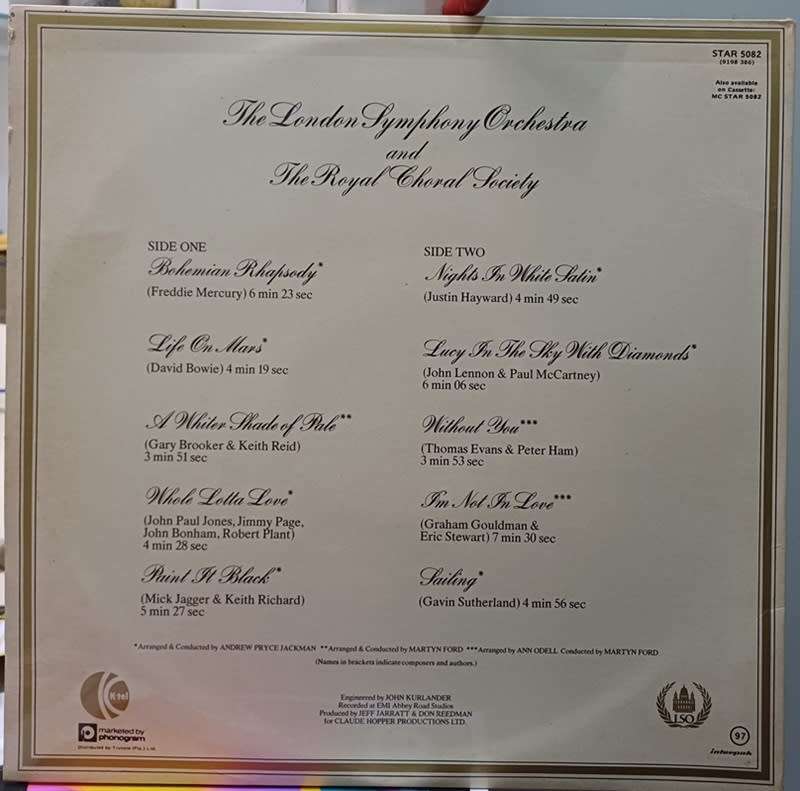 STAR 5082
(9198 386)
Also available
on Cassette:
MC STAR 5082
The London Symphony Orchestra
and
The Royal Choral Society
SIDE ONE
Bohemian Rhapsody*
(Freddie Mercury) 6 min 23 sec
Life On Mars*
(David Bowie) 4 min 19 sec
A Whiter Shade of Pale**
(Gary Brooker & Keith Reid)
3 min 51 sec
Whole Lotta Love*
(John Paul Jones, Jimmy Page,
John Bonham, Robert Plant)
4 min 28 sec
Paint It Black*
(Mick Jagger & Keith Richard)
5 min 27 sec
SIDE TWO
Nights In White Satin*
(Justin Hayward) 4 min 49 sec
Lucy In The Sky With Diamonds*
(John Lennon & Paul McCartney)
6 min 06 sec
Without You***
(Thomas Evans & Peter Ham)
3 min 53 sec
I'm Not In Love***
(Graham Gouldman &
Eric Stewart) 7 min 30 sec
Sailing*
(Gavin Sutherland) 4 min 56 sec
*Arranged & Conducted by ANDREW PRYCE JACKMAN **Arranged & Conducted by MARTYN FORD ***Arranged by ANN ODELL Conducted by MARTYN FORD
(Names in brackets indicate composers and authors.)
Engineered by JOHN KURLANDER
Recorded at EMI Abbey Road Studios
Produced by JEFF JARRATT & DON REEDMAN
for CLAUDE HOPPER PRODUCTIONS LTD.
K-tel
marketed by
phonogram
Distributed by Trutone (Pty.) Ltd.
LSO
97
interpak